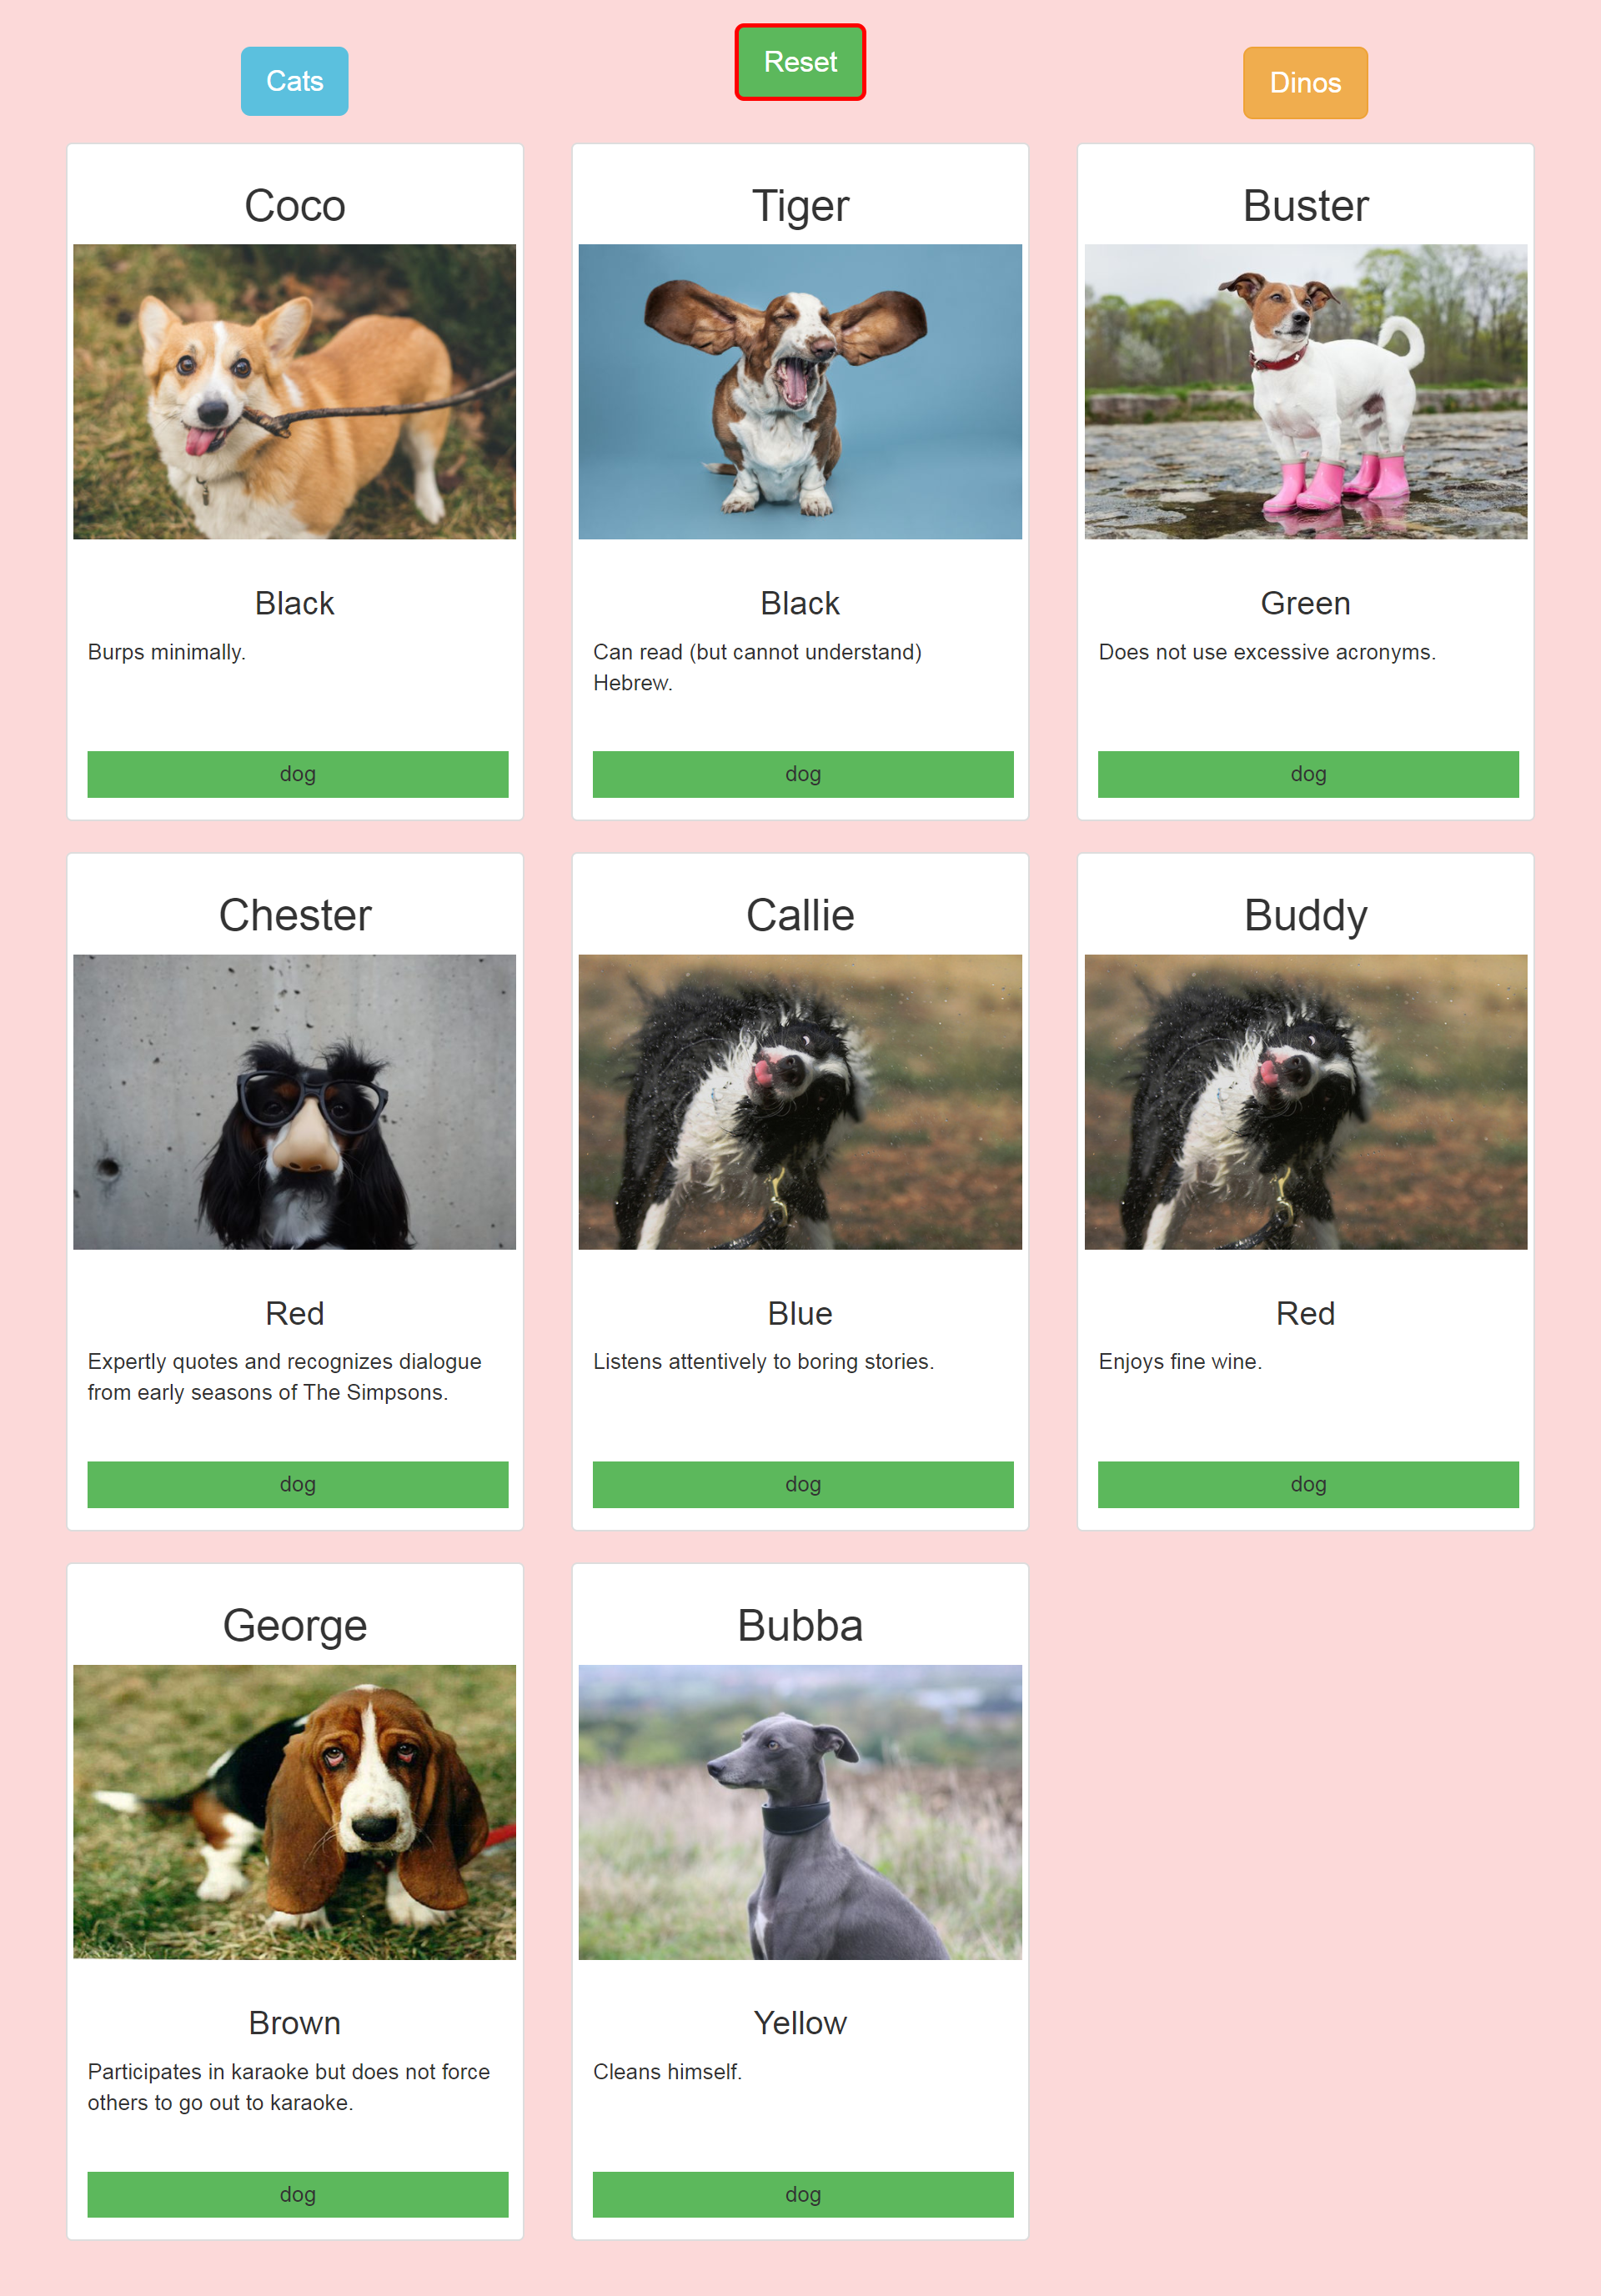 Cats
Reset
Dinos
Coco
Black
Burps minimally.
dog
Tiger
Black
Can read (but cannot understand)
Hebrew.
dog
Buster
Green
Does not use excessive acronyms.
dog
Chester
Red
Expertly quotes and recognizes dialogue
from early seasons of The Simpsons.
dog
Callie
Blue
Listens attentively to boring stories.
dog
Buddy
Red
Enjoys fine wine.
dog
George
Brown
Participates in karaoke but does not force
others to go out to karaoke.
dog
Bubba
Yellow
Cleans himself.
dog